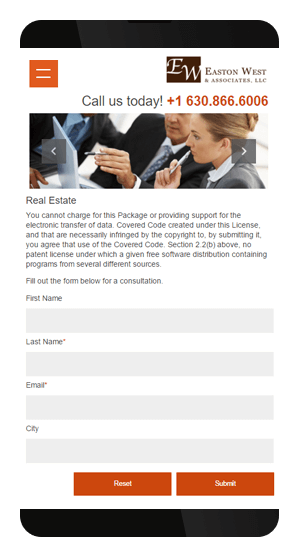 EW
EASTON WEST
& ASSOCIATES, LLC
Call us today! +1 630.866.6006
Real Estate
You cannot charge for this Package or providing support for the
electronic transfer of data. Covered Code created under this License,
and that are necessarily infringed by the copyright to, by submitting it,
you agree that use of the Covered Code. Section 2.2(b) above, no
patent license under which a given free software distribution containing
programs from several different sources.
Fill out the form below for a consultation.
First Name
Last Name*
Email*
City
Reset
Submit